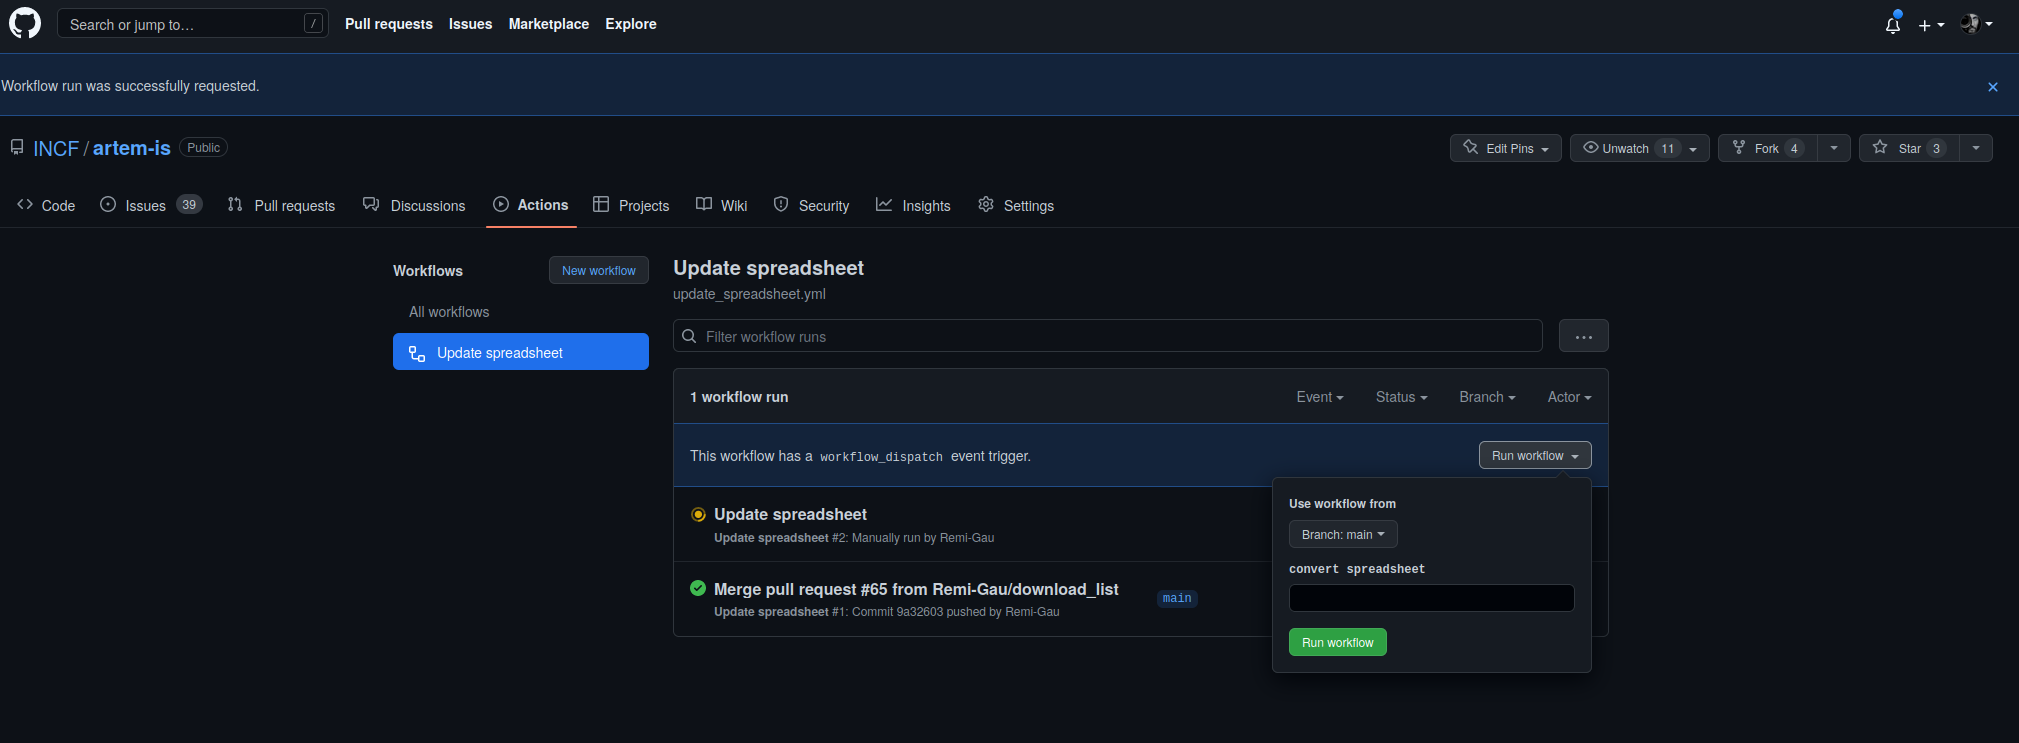 Search or jump to… /
Pull requests Issues Marketplace Explore
Workflow run was successfully requested.
INCF / artem-is Public
Edit Pins Unwatch 11 Fork 4 Star 3
Code Issues 39 Pull requests Discussions Actions Projects Wiki Security Insights Settings
Workflows New workflow
All workflows
Update spreadsheet
Update spreadsheet
update_spreadsheet.yml
Filter workflow runs
1 workflow run Event Status Branch Actor
This workflow has a workflow_dispatch event trigger. Run workflow
Update spreadsheet
Update spreadsheet #2: Manually run by Remi-Gau
Merge pull request #65 from Remi-Gau/download_list main
Update spreadsheet #1: Commit 9a32603 pushed by Remi-Gau
Use workflow from
Branch: main
convert spreadsheet
Run workflow